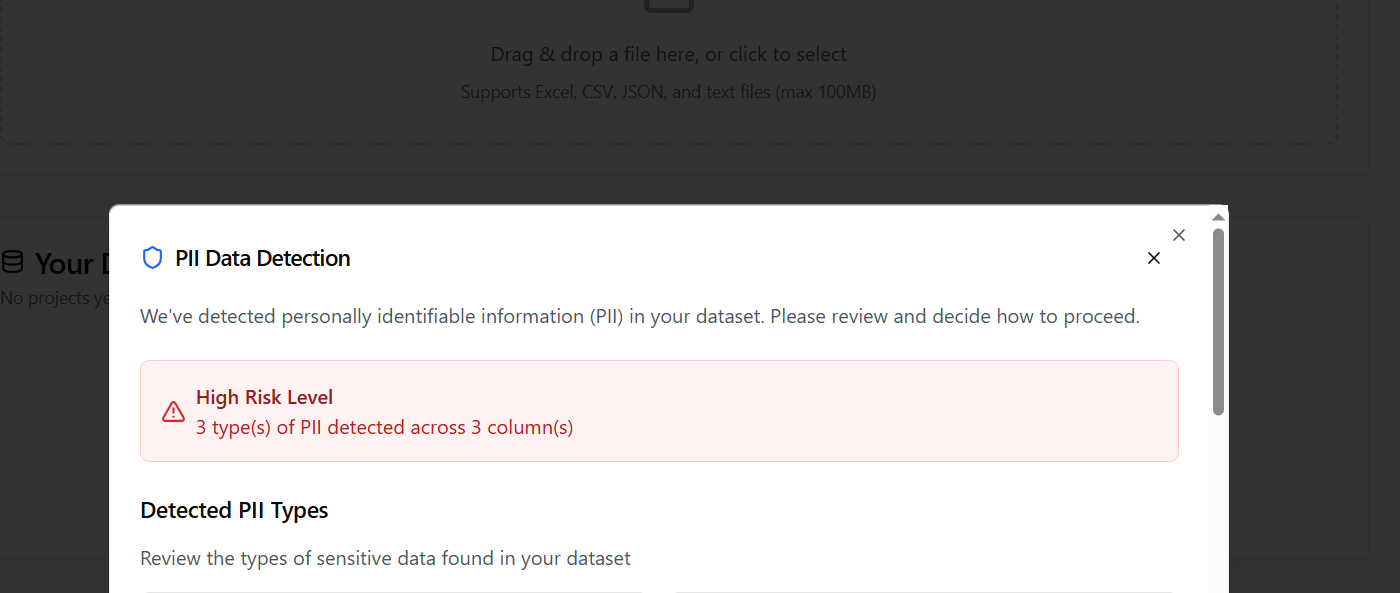 Drag & drop a file here, or click to select
Supports Excel, CSV, JSON, and text files (max 100MB)
Your
No projects
PII Data Detection
We've detected personally identifiable information (PII) in your dataset. Please review and decide how to proceed.
High Risk Level
3 type(s) of PII detected across 3 column(s)
Detected PII Types
Review the types of sensitive data found in your dataset